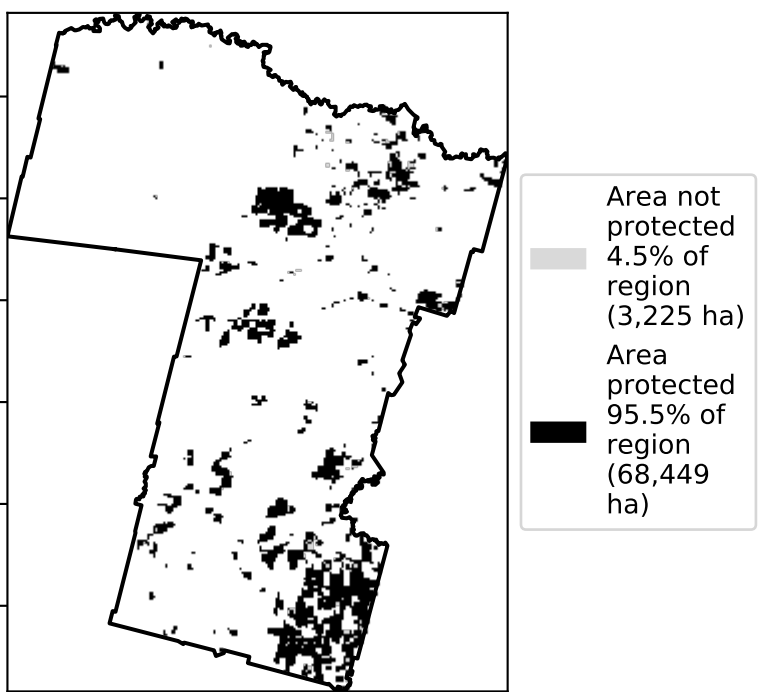 Area not
protected
4.5% of
region
(3,225 ha)
Area
protected
95.5% of
region
(68,449
ha)